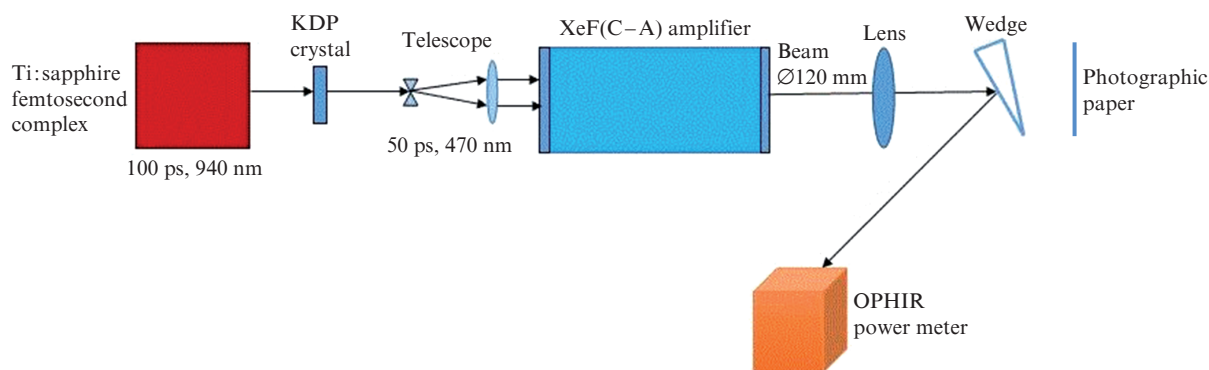 Ti:sapphire
femtosecond
complex
100 ps, 940 nm
KDP
crystal
Telescope
50 ps, 470 nm
XeF(C–A) amplifier
Beam
∅120 mm
Lens
Wedge
Photographic
paper
OPHIR
power meter